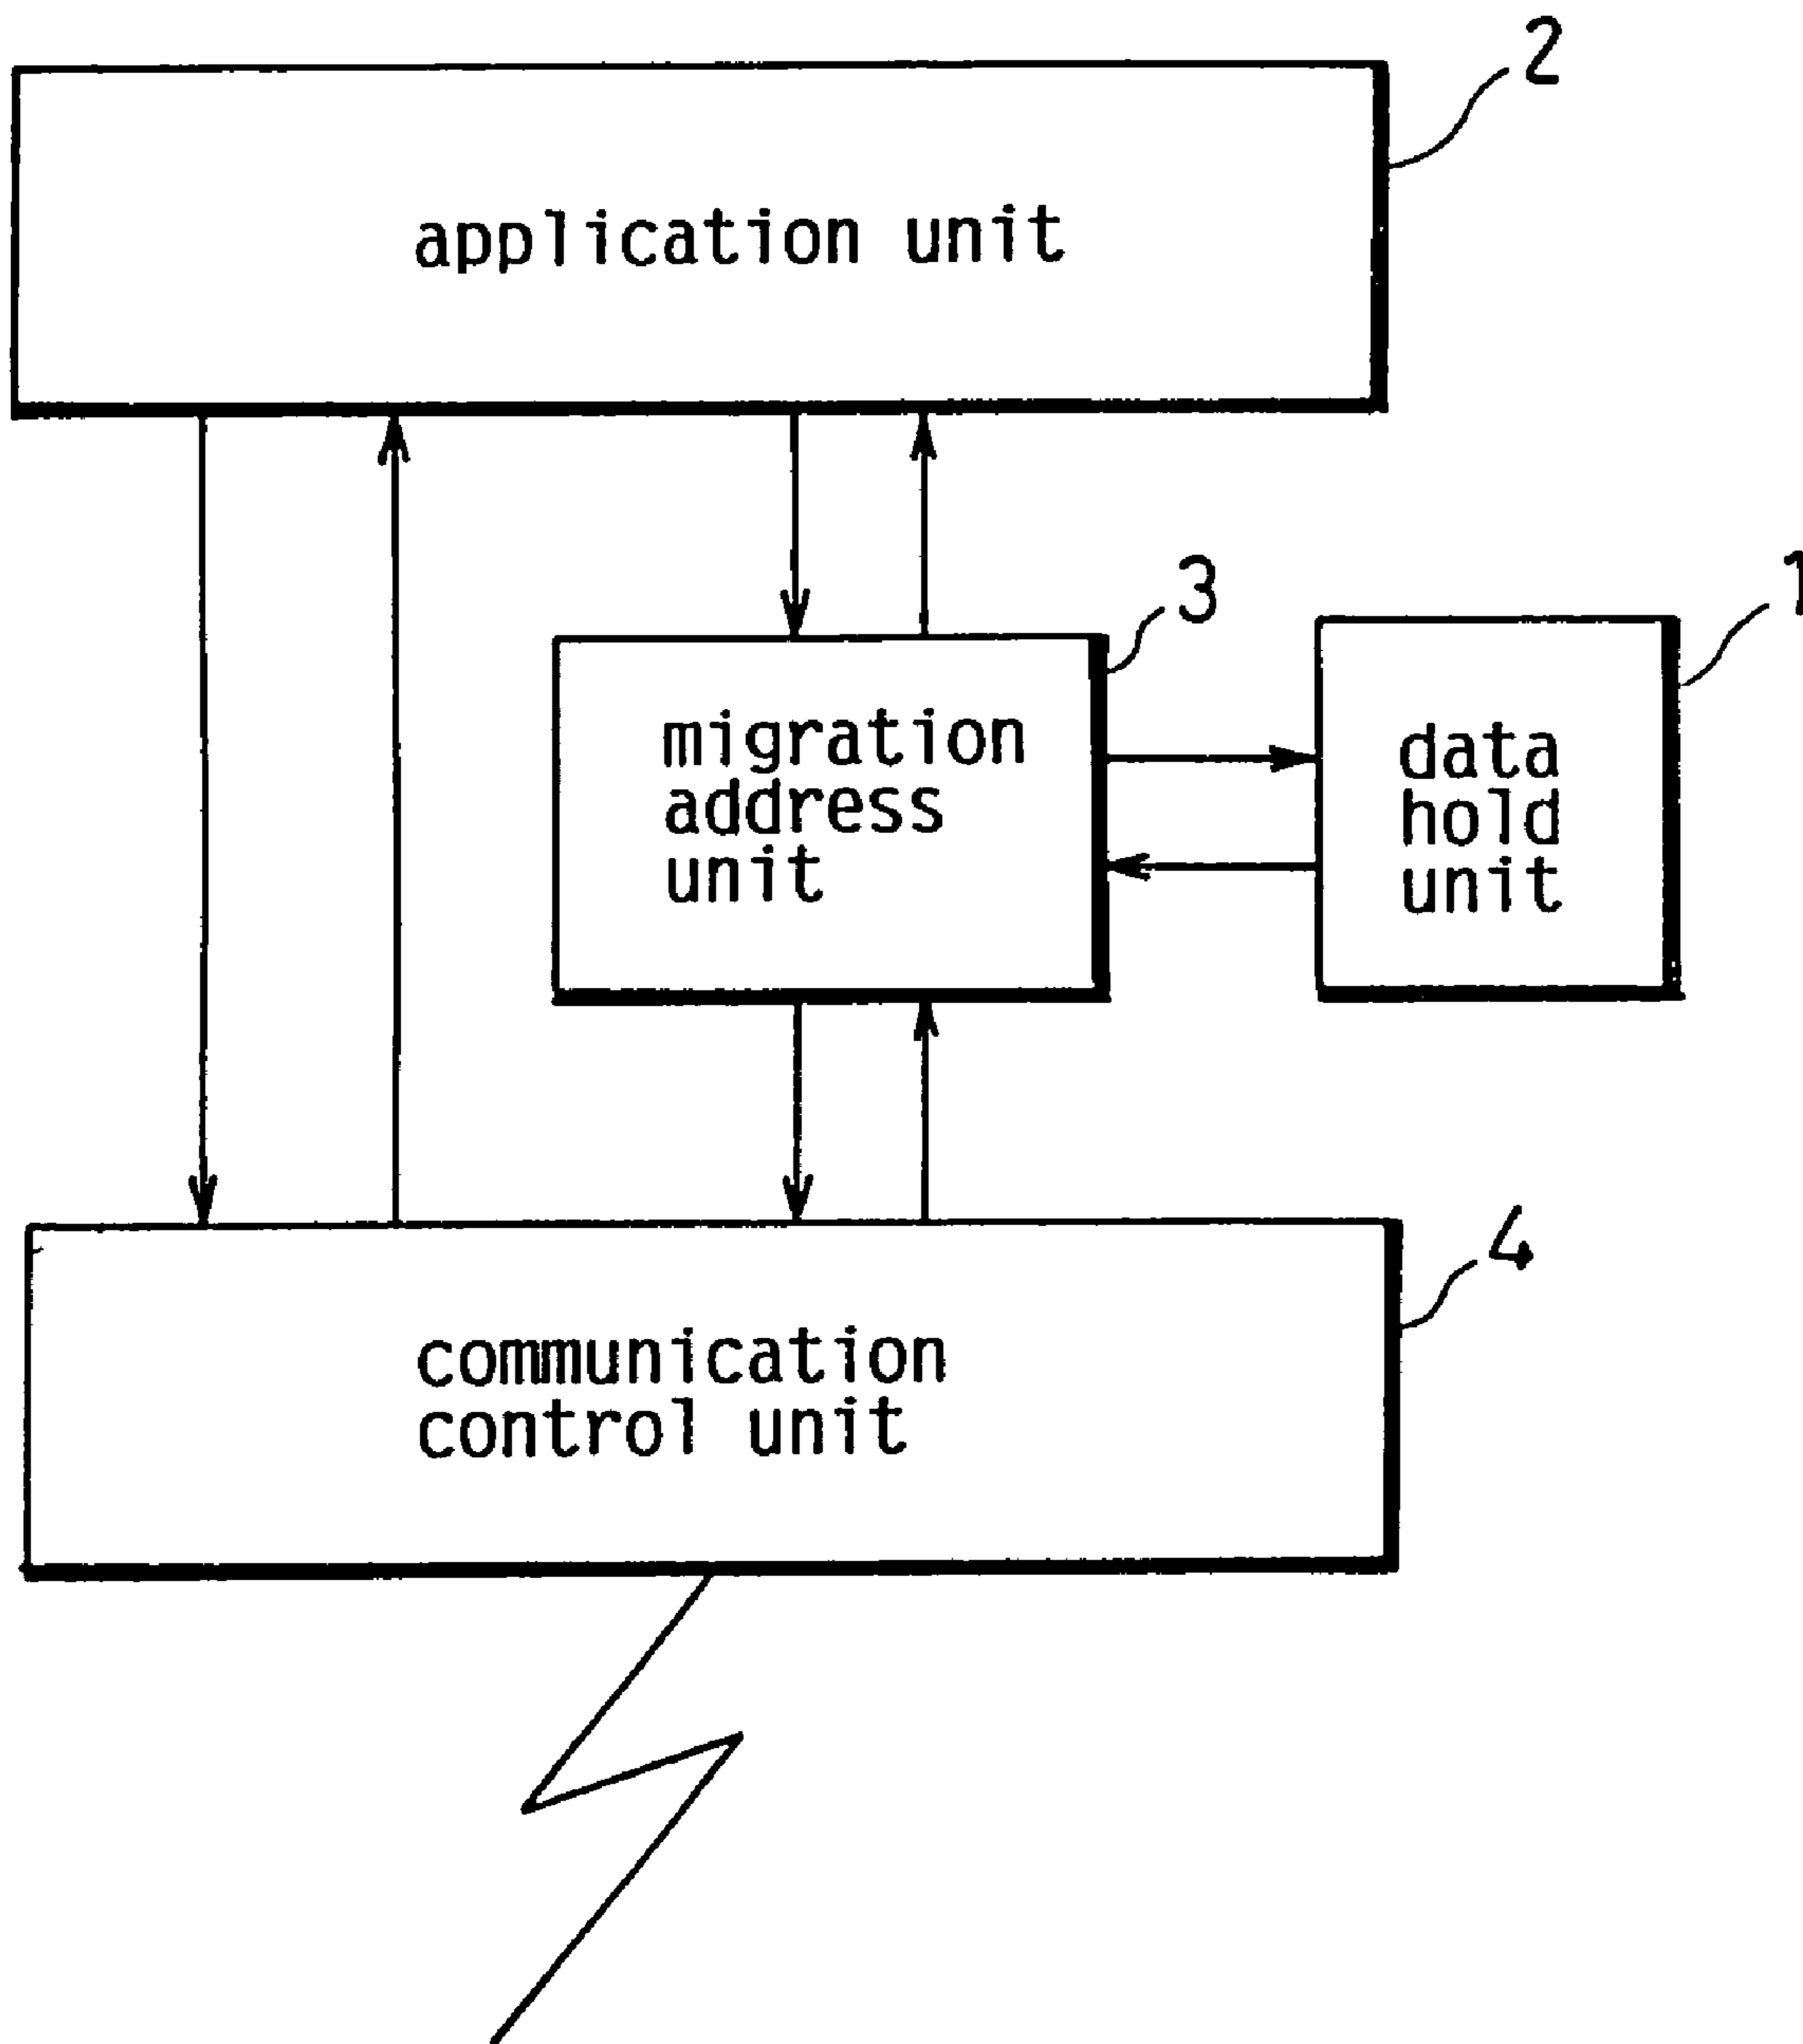 2
application unit
3
1
migration
address
unit
data
hold
unit
4
communication
control unit